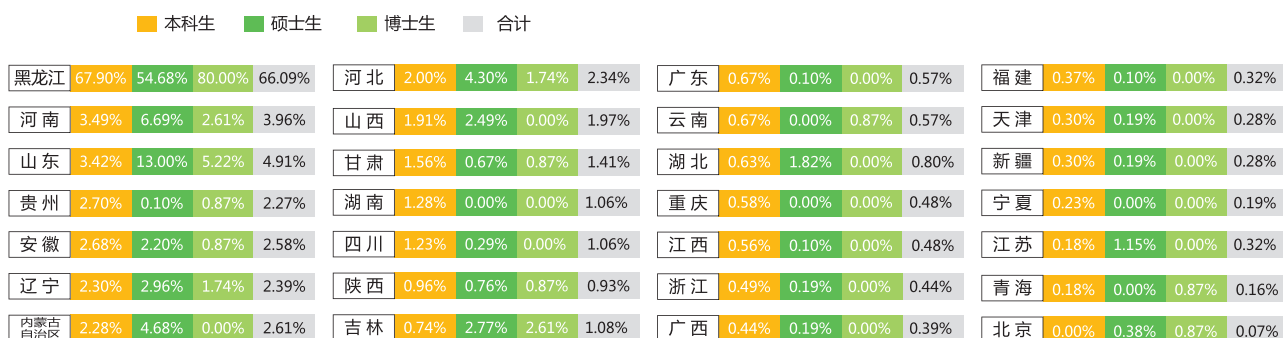 本科生 硕士生 博士生 合计
黑龙江 67.90% 54.68% 80.00% 66.09%
河南 3.49% 6.69% 2.61% 3.96%
山东 3.42% 13.00% 5.22% 4.91%
贵州 2.70% 0.10% 0.87% 2.27%
安徽 2.68% 2.20% 0.87% 2.58%
辽宁 2.30% 2.96% 1.74% 2.39%
内蒙古自治区 2.28% 4.68% 0.00% 2.61%
河北 2.00% 4.30% 1.74% 2.34%
山西 1.91% 2.49% 0.00% 1.97%
甘肃 1.56% 0.67% 0.87% 1.41%
湖南 1.28% 0.00% 0.00% 1.06%
四川 1.23% 0.29% 0.00% 1.06%
陕西 0.96% 0.76% 0.87% 0.93%
吉林 0.74% 2.77% 2.61% 1.08%
广东 0.67% 0.10% 0.00% 0.57%
云南 0.67% 0.00% 0.87% 0.57%
湖北 0.63% 1.82% 0.00% 0.80%
重庆 0.58% 0.00% 0.00% 0.48%
江西 0.56% 0.10% 0.00% 0.48%
浙江 0.49% 0.19% 0.00% 0.44%
广西 0.44% 0.19% 0.00% 0.39%
福建 0.37% 0.10% 0.00% 0.32%
天津 0.30% 0.19% 0.00% 0.28%
新疆 0.30% 0.19% 0.00% 0.28%
宁夏 0.23% 0.00% 0.00% 0.19%
江苏 0.18% 1.15% 0.00% 0.32%
青海 0.18% 0.00% 0.87% 0.16%
北京 0.00% 0.38% 0.87% 0.07%